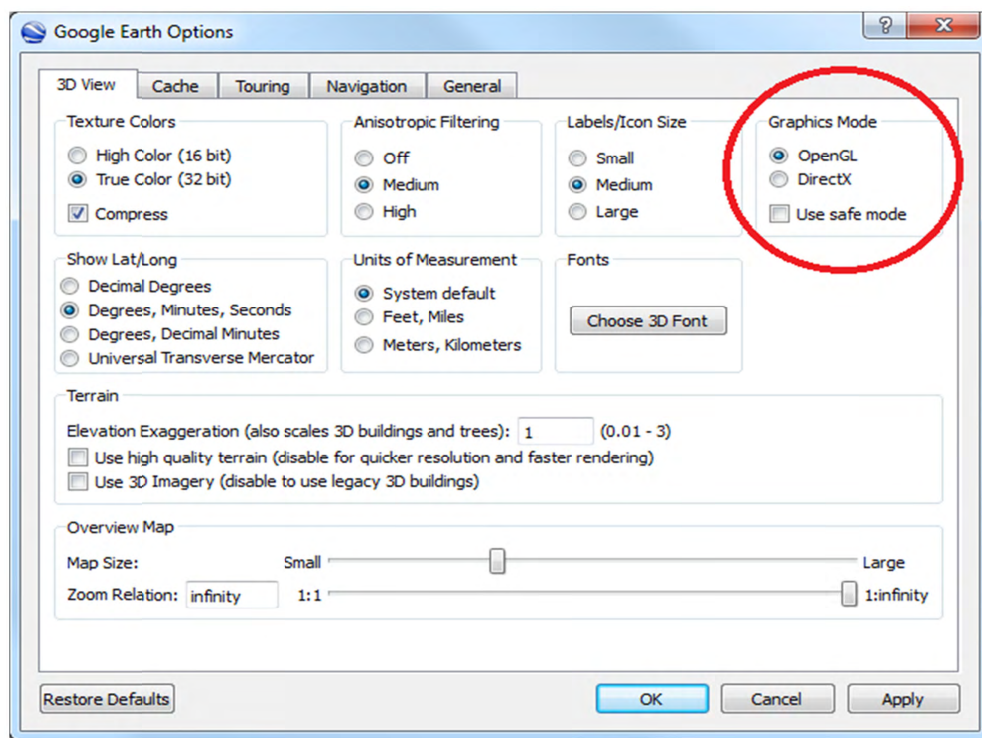 Google Earth Options
?
3D View Cache Touring Navigation General
Texture Colors
High Color (16 bit)
True Color (32 bit)
Compress
Anisotropic Filtering
Off
Medium
High
Labels/Icon Size
Small
Medium
Large
Graphics Mode
OpenGL
DirectX
Use safe mode
Show Lat/Long
Decimal Degrees
Degrees, Minutes, Seconds
Degrees, Decimal Minutes
Universal Transverse Mercator
Units of Measurement
System default
Feet, Miles
Meters, Kilometers
Fonts
Choose 3D Font
Terrain
Elevation Exaggeration (also scales 3D buildings and trees): 1 (0.01 - 3)
Use high quality terrain (disable for quicker resolution and faster rendering)
Use 3D Imagery (disable to use legacy 3D buildings)
Overview Map
Map Size: Small Large
Zoom Relation: infinity 1:1 1:infinity
Restore Defaults OK Cancel Apply